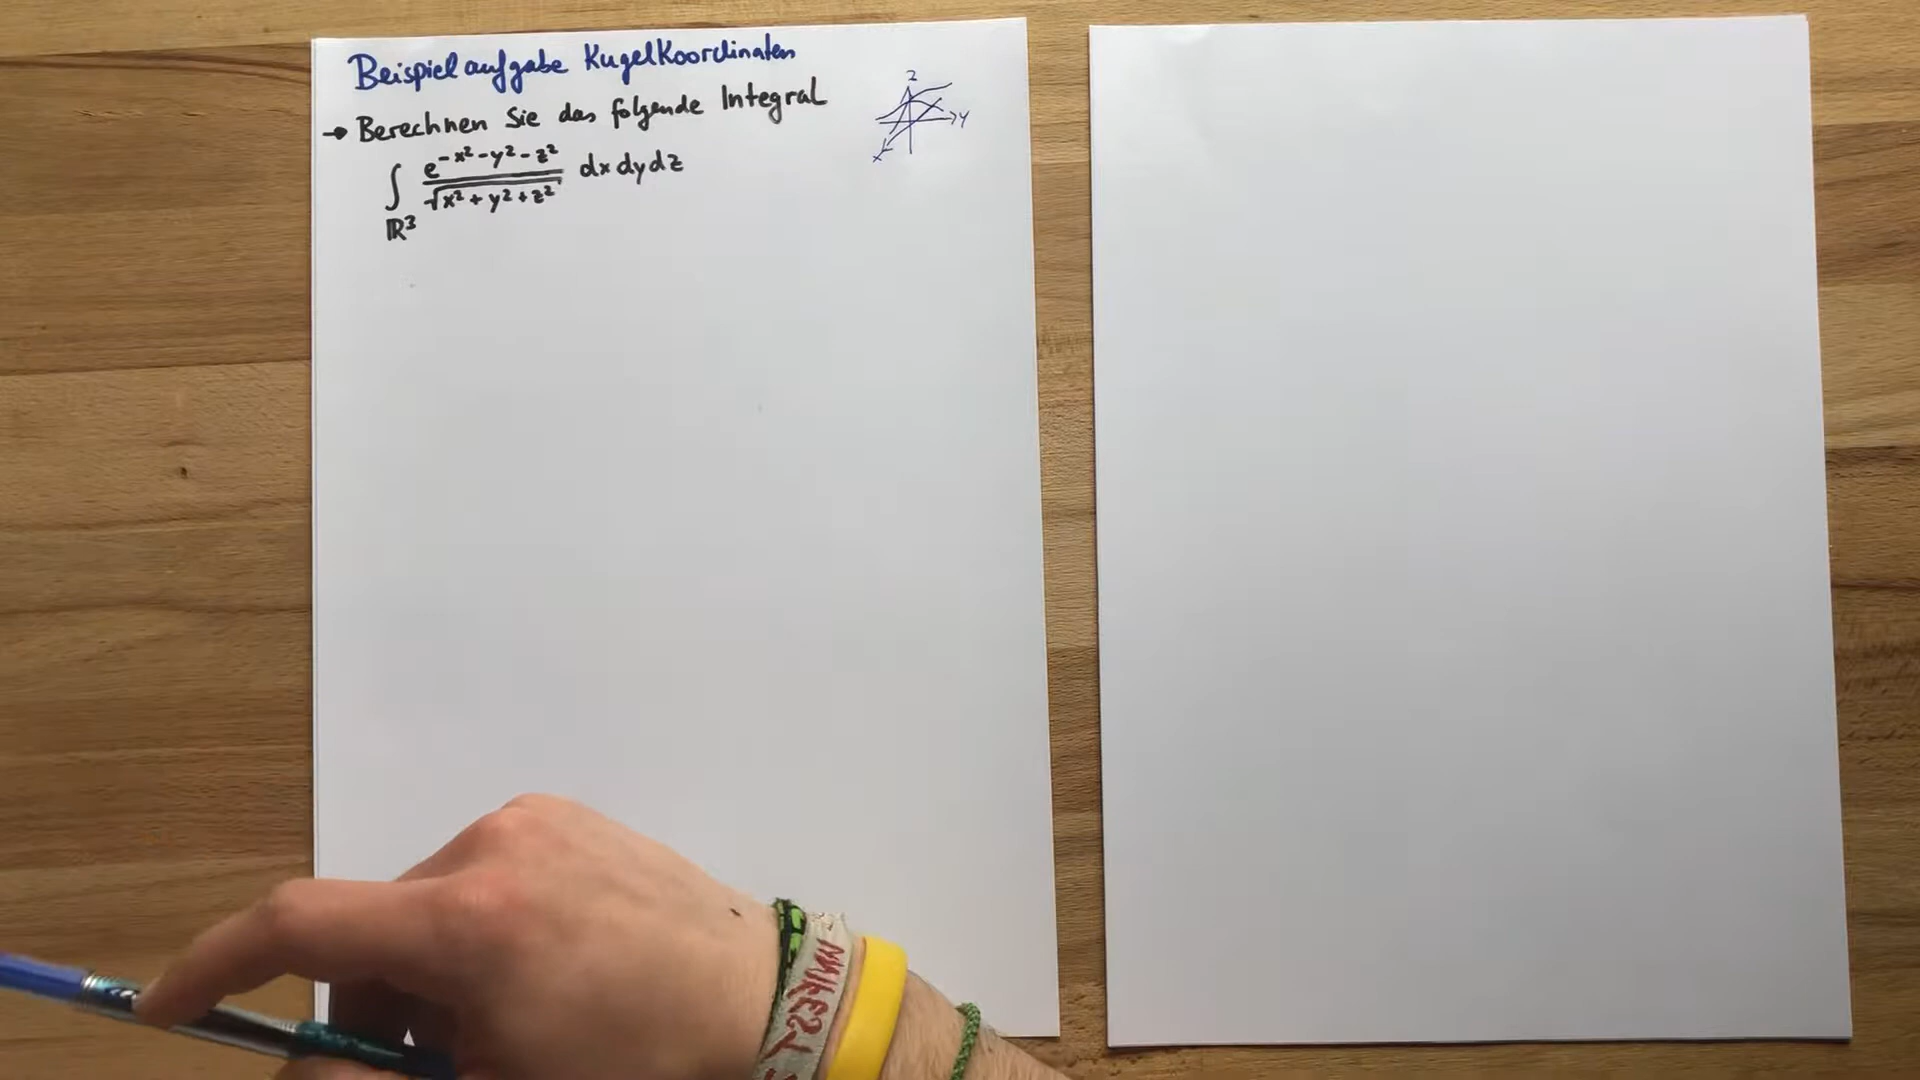 Beispielaufgabe Kugelkoordinaten
→ Berechnen Sie das folgende Integral
∫ e^{-x²-y²-z²} / √(x²+y²+z²) dx dy dz
ℝ³
z
y
x